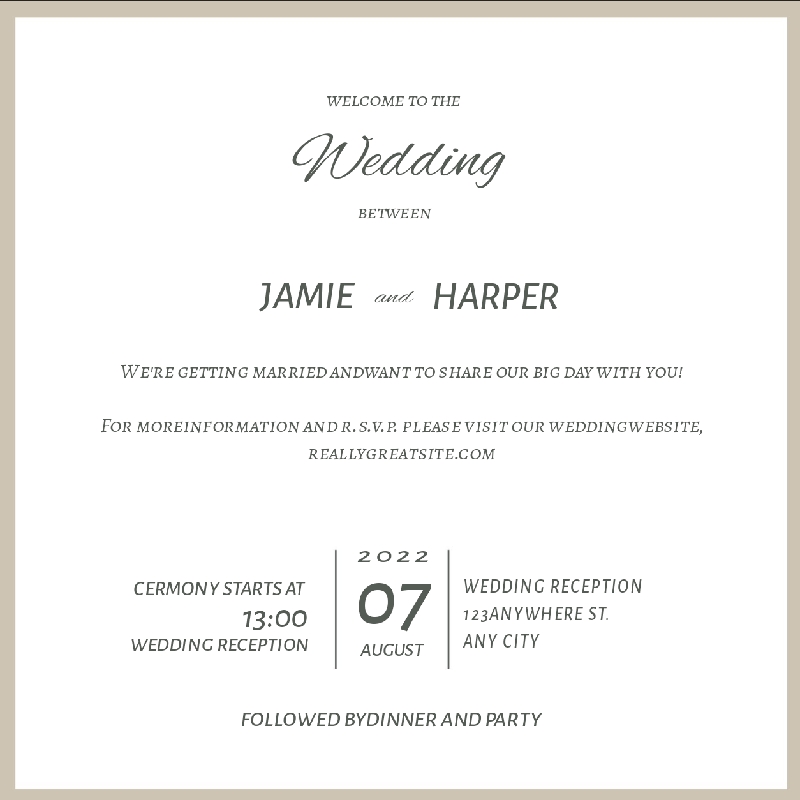 WELCOME TO THE
Wedding
BETWEEN
JAMIE and HARPER
WE'RE GETTING MARRIED ANDWANT TO SHARE OUR BIG DAY WITH YOU!
FOR MOREINFORMATION AND R.S.V.P. PLEASE VISIT OUR WEDDINGWEBSITE,
REALLYGREATSITE.COM
CERMONY STARTS AT
13:00
WEDDING RECEPTION
2022
07
AUGUST
WEDDING RECEPTION
123ANYWHERE ST.
ANY CITY
FOLLOWED BYDINNER AND PARTY